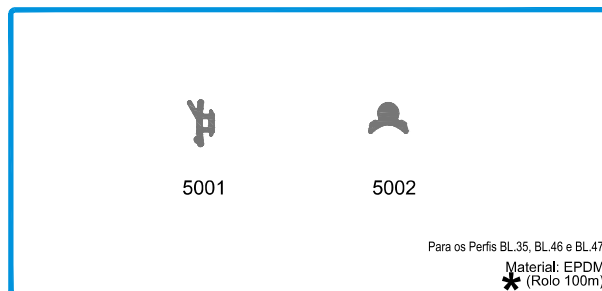 5001 5002
Para os Perfis BL.35, BL.46 e BL.47
Material: EPDM
* (Rolo 100m)